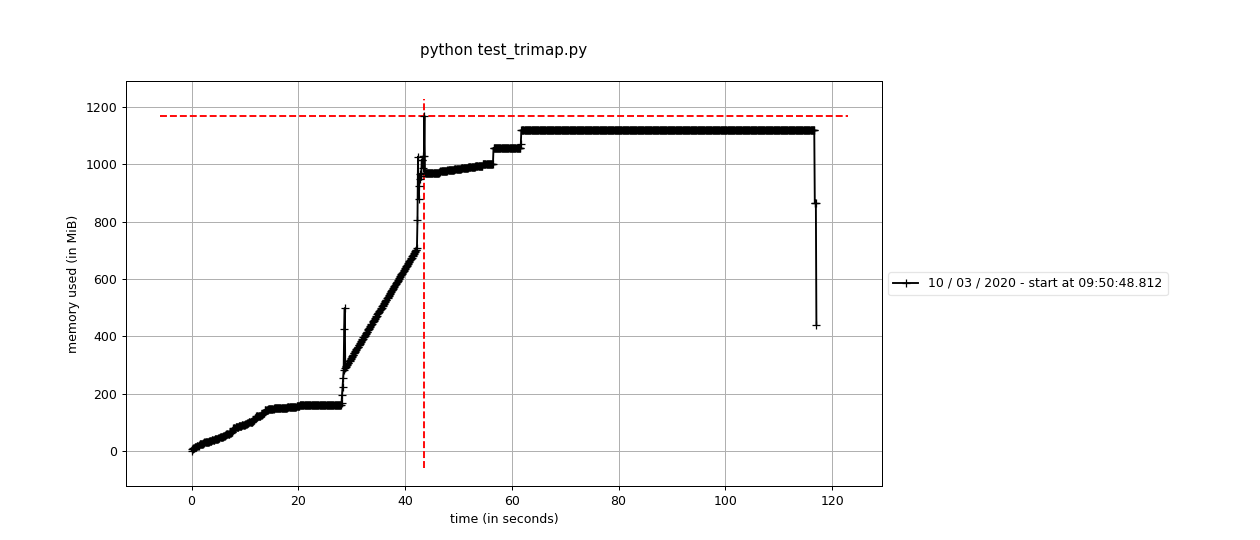 python test_trimap.py
1200
1000
800
600
400
200
0
memory used (in MiB)
0 20 40 60 80 100 120
time (in seconds)
10 / 03 / 2020 - start at 09:50:48.812